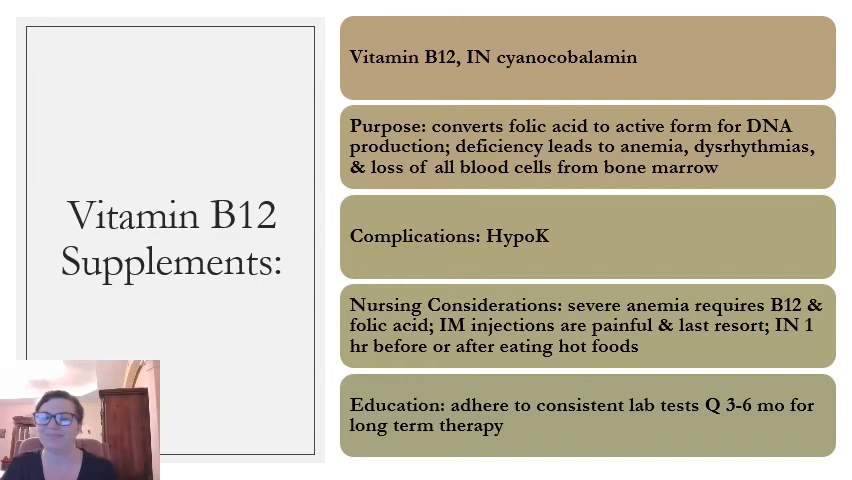 Vitamin B12
Supplements:
Vitamin B12, IN cyanocobalamin
Purpose: converts folic acid to active form for DNA
production; deficiency leads to anemia, dysrhythmias,
& loss of all blood cells from bone marrow
Complications: HypoK
Nursing Considerations: severe anemia requires B12 &
folic acid; IM injections are painful & last resort; IN 1
hr before or after eating hot foods
Education: adhere to consistent lab tests Q 3-6 mo for
long term therapy